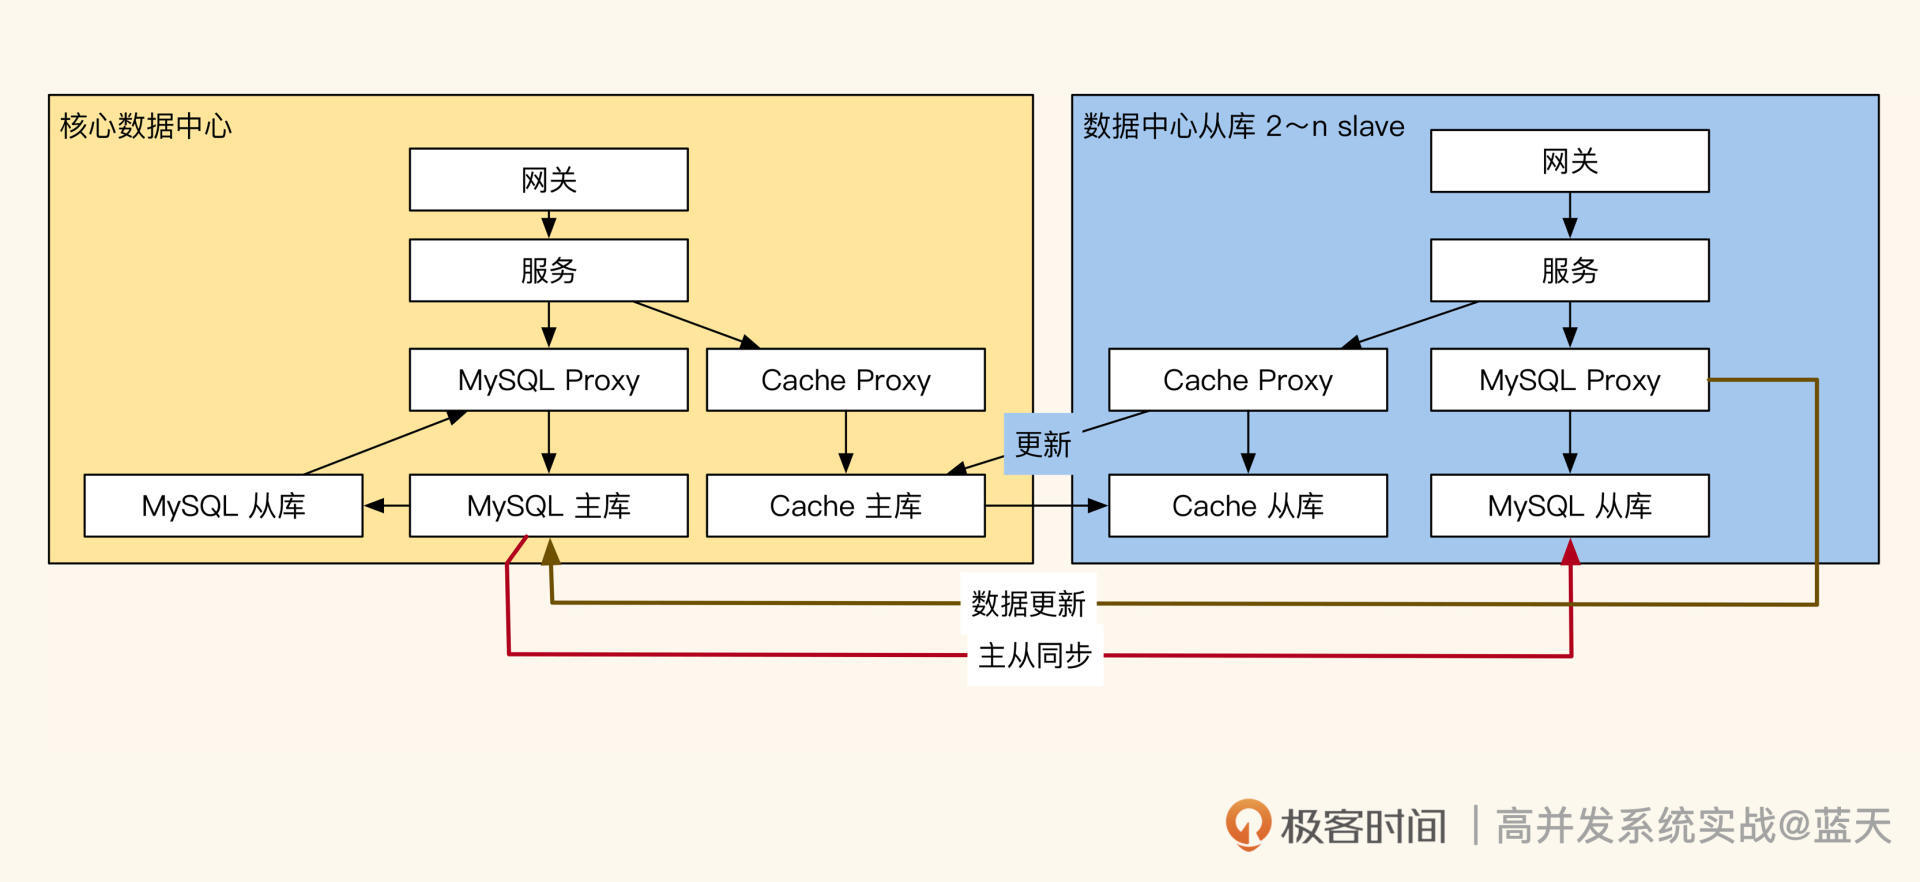 核心数据中心
网关
服务
MySQL Proxy
Cache Proxy
MySQL 从库
MySQL 主库
Cache 主库
数据中心从库 2～n slave
网关
服务
Cache Proxy
MySQL Proxy
更新
Cache 从库
MySQL 从库
数据更新
主从同步
极客时间
高并发系统实战@蓝天